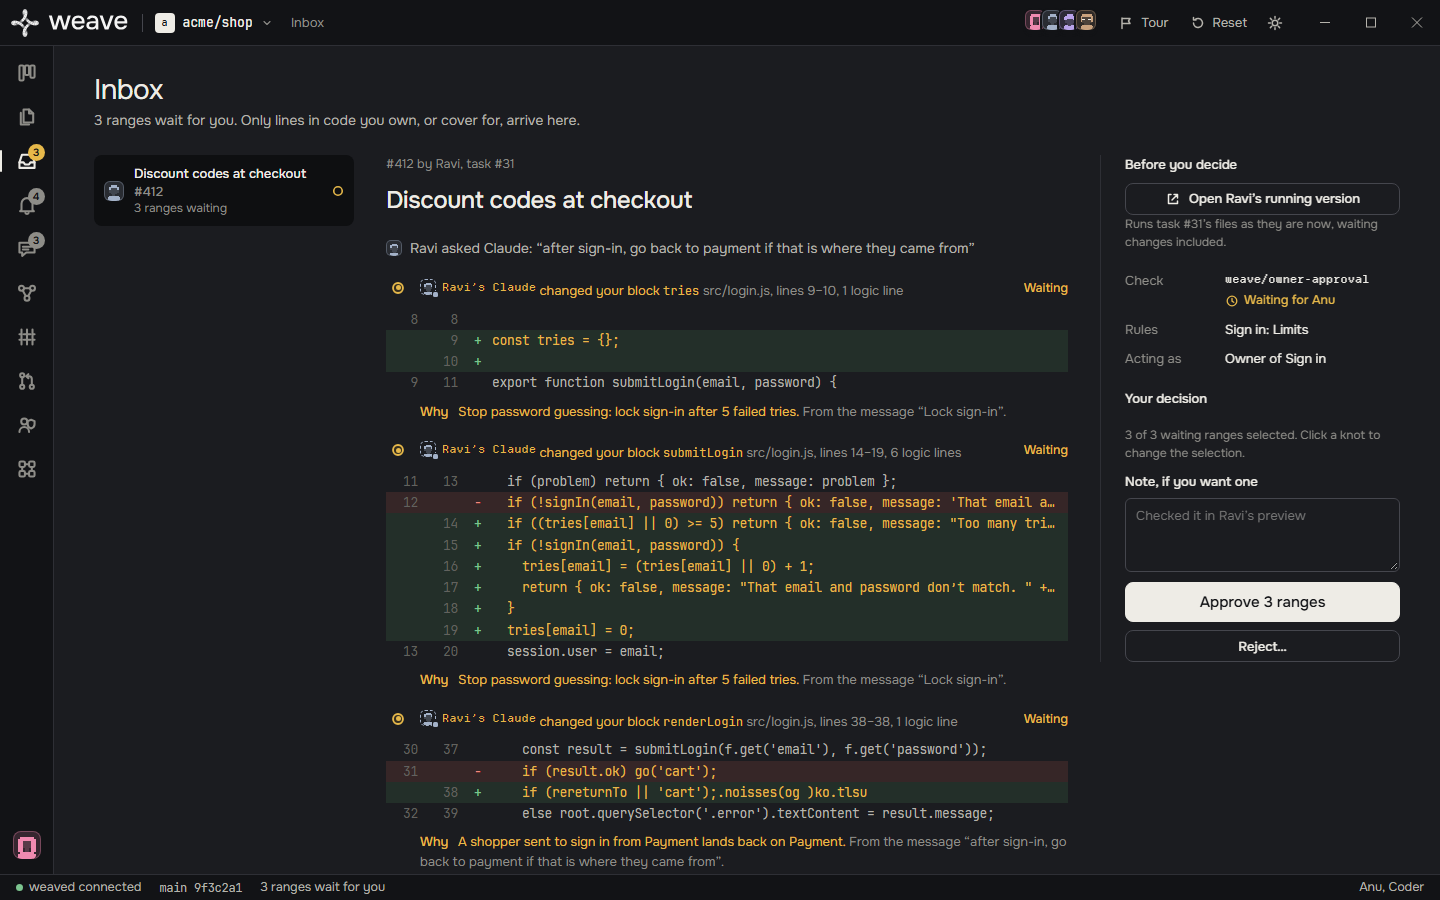 weave
a acme/shop Inbox
Tour Reset
Inbox
3 ranges wait for you. Only lines in code you own, or cover for, arrive here.
3
4
3
Discount codes at checkout
#412
3 ranges waiting
#412 by Ravi, task #31
Discount codes at checkout
Ravi asked Claude: “after sign-in, go back to payment if that is where they came from”
Ravi's Claude changed your block tries src/login.js, lines 9–10, 1 logic line Waiting
8 8
9 + const tries = {};
10 +
9 11 export function submitLogin(email, password) {
Why Stop password guessing: lock sign-in after 5 failed tries. From the message “Lock sign-in”.
Ravi's Claude changed your block submitLogin src/login.js, lines 14–19, 6 logic lines Waiting
11 13 if (problem) return { ok: false, message: problem };
12 - if (!signIn(email, password)) return { ok: false, message: 'That email a…
14 + if ((tries[email] || 0) >= 5) return { ok: false, message: "Too many tri…
15 + if (!signIn(email, password)) {
16 + tries[email] = (tries[email] || 0) + 1;
17 + return { ok: false, message: "That email and password don't match. " +…
18 + }
19 + tries[email] = 0;
13 20 session.user = email;
Why Stop password guessing: lock sign-in after 5 failed tries. From the message “Lock sign-in”.
Ravi's Claude changed your block renderLogin src/login.js, lines 38–38, 1 logic line Waiting
30 37 const result = submitLogin(f.get('email'), f.get('password'));
31 - if (result.ok) go('cart');
38 + if (rereturnTo || 'cart');.noisses(og )ko.tlsu
32 39 else root.querySelector('.error').textContent = result.message;
Why A shopper sent to sign in from Payment lands back on Payment. From the message “after sign-in, go
back to payment if that is where they came from”.
Before you decide
Open Ravi's running version
Runs task #31's files as they are now, waiting
changes included.
Check weave/owner-approval
Waiting for Anu
Rules Sign in: Limits
Acting as Owner of Sign in
Your decision
3 of 3 waiting ranges selected. Click a knot to
change the selection.
Note, if you want one
Checked it in Ravi's preview
Approve 3 ranges
Reject…
weaved connected main 9f3c2a1 3 ranges wait for you Anu, Coder